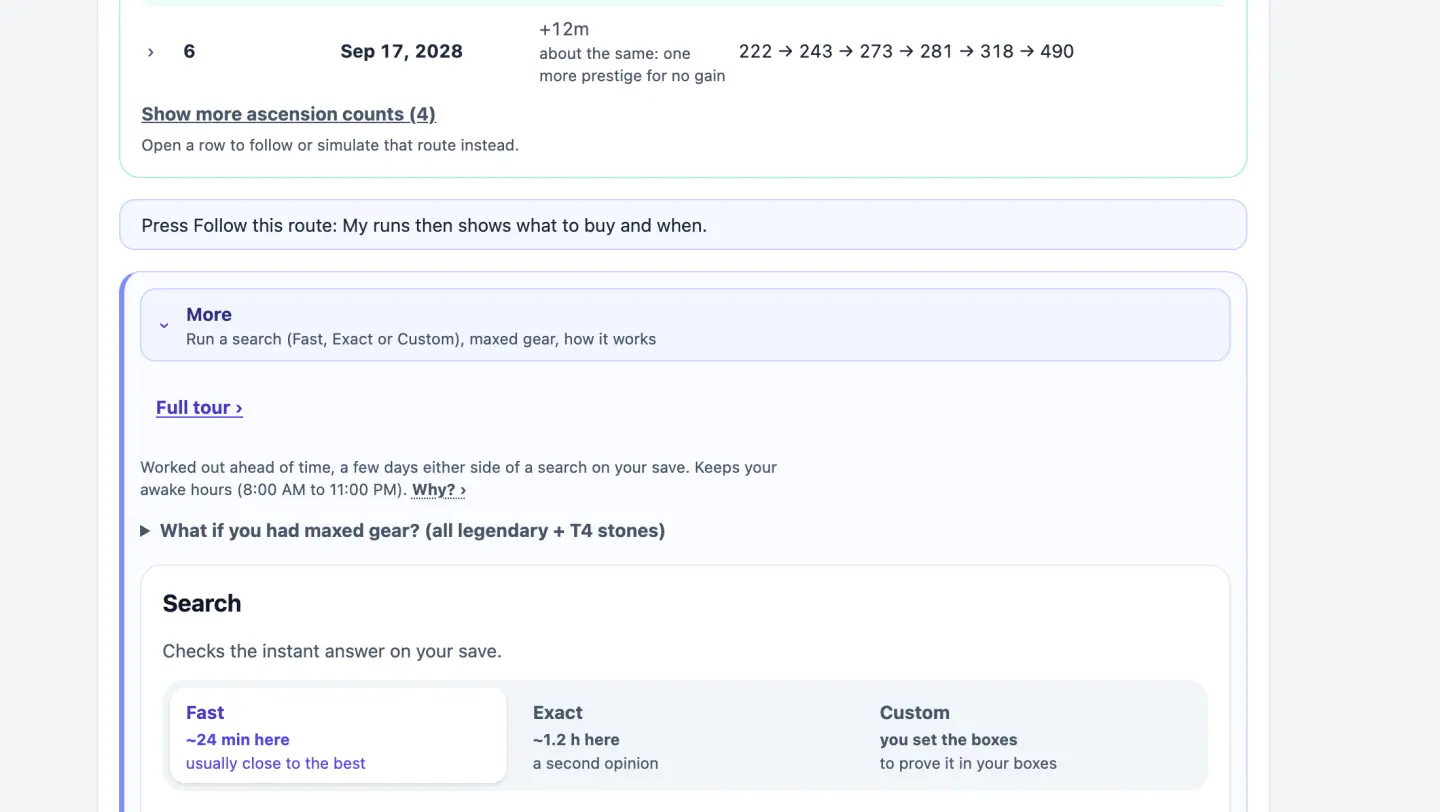 +12m
6
Sep 17, 2028
about the same: one
more prestige for no gain
222 → 243 → 273 → 281 → 318 → 490
Show more ascension counts (4)
Open a row to follow or simulate that route instead.
Press Follow this route: My runs then shows what to buy and when.
More
Run a search (Fast, Exact or Custom), maxed gear, how it works
Full tour ›
Worked out ahead of time, a few days either side of a search on your save. Keeps your
awake hours (8:00 AM to 11:00 PM). Why? ›
What if you had maxed gear? (all legendary + T4 stones)
Search
Checks the instant answer on your save.
Fast
~24 min here
usually close to the best
Exact
~1.2 h here
a second opinion
Custom
you set the boxes
to prove it in your boxes